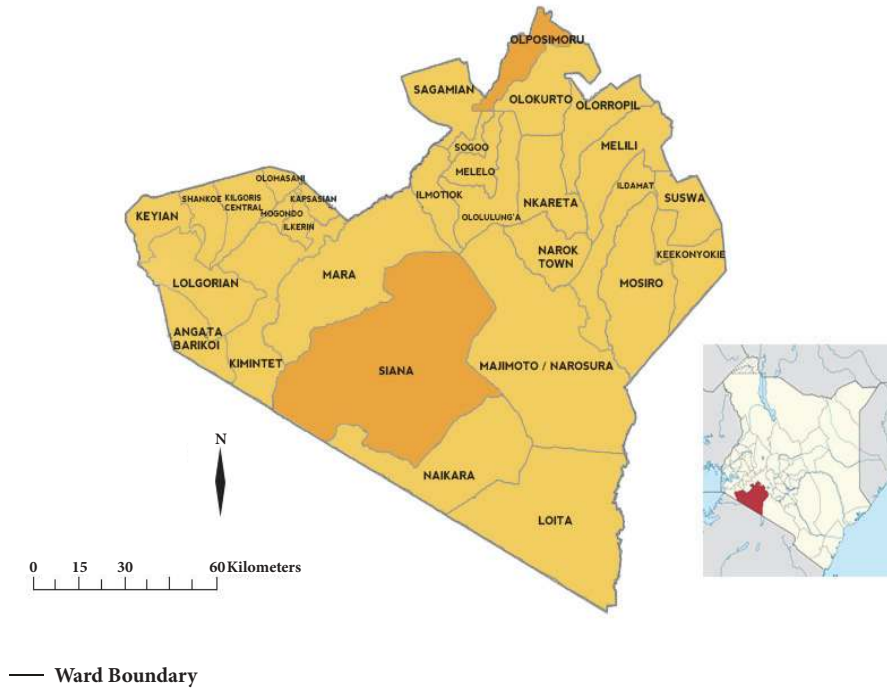 OLPOSIMORU
SAGAMIAN
OLOKURTO
OLORROPIL
SOGOO
MELILI
MELELO
OLOMASANI
ILDAMAT
SHANKOE
KILGORIS
CENTRAL
KAPSASIAN
ILMOTIOK
NKARETA
SUSWA
KEYIAN
MOGONDO
ILKERIN
OLOLULUNG'A
NAROK
TOWN
KEEKONYOKIE
MARA
LOLGORIAN
MOSIRO
ANGATA
BARIKOI
KIMINTET
SIANA
MAJIMOTO / NAROSURA
N
NAIKARA
LOITA
0 15 30 60 Kilometers
Ward Boundary